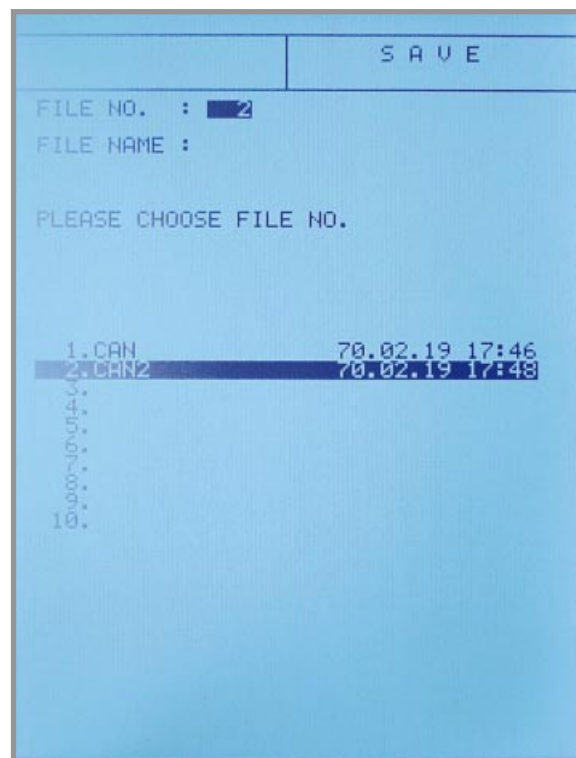 SAVE
FILE NO. : 2
FILE NAME :
PLEASE CHOOSE FILE NO.
1.CAN 70.02.19 17:46
2.CAN2 70.02.19 17:48
3.
4.
5.
6.
7.
8.
9.
10.